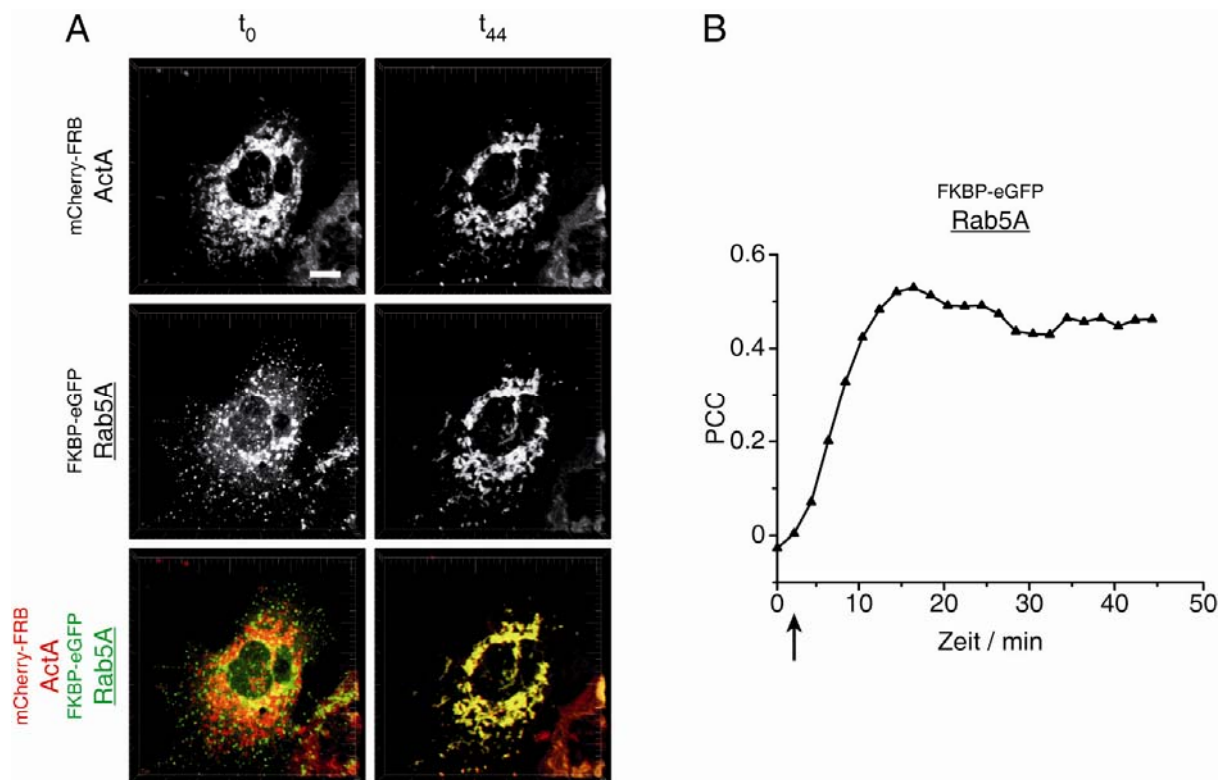 A
t0
t44
mCherry-FRB
ActA
FKBP-eGFP
Rab5A
mCherry-FRB
ActA
FKBP-eGFP
Rab5A
B
FKBP-eGFP
Rab5A
0.6
0.4
0.2
0
PCC
0 10 20 30 40 50
Zeit / min